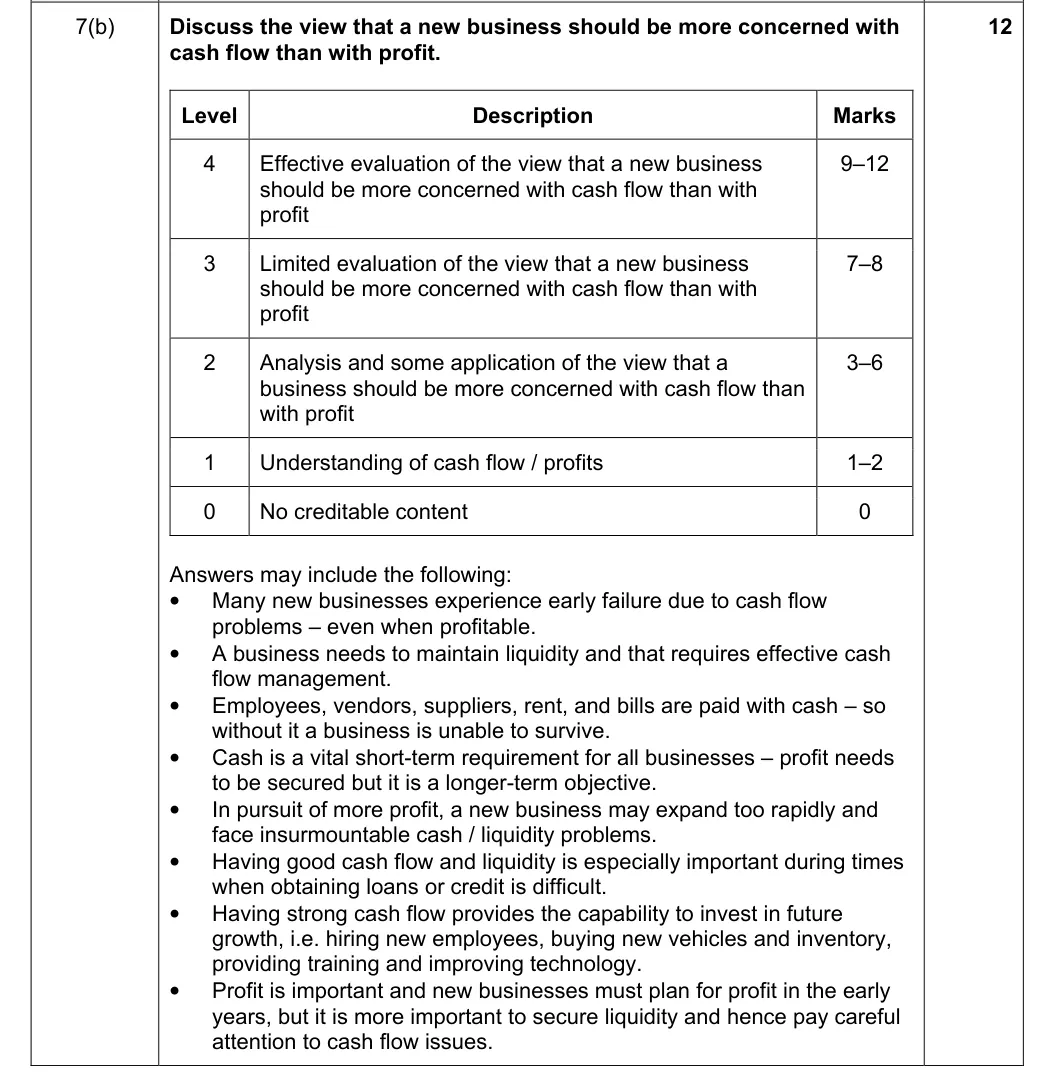 7(b) Discuss the view that a new business should be more concerned with 12
cash flow than with profit.
Level Description Marks
4 Effective evaluation of the view that a new business 9–12
should be more concerned with cash flow than with
profit
3 Limited evaluation of the view that a new business 7–8
should be more concerned with cash flow than with
profit
2 Analysis and some application of the view that a 3–6
business should be more concerned with cash flow than
with profit
1 Understanding of cash flow / profits 1–2
0 No creditable content 0
Answers may include the following:
• Many new businesses experience early failure due to cash flow
problems – even when profitable.
• A business needs to maintain liquidity and that requires effective cash
flow management.
• Employees, vendors, suppliers, rent, and bills are paid with cash – so
without it a business is unable to survive.
• Cash is a vital short-term requirement for all businesses – profit needs
to be secured but it is a longer-term objective.
• In pursuit of more profit, a new business may expand too rapidly and
face insurmountable cash / liquidity problems.
• Having good cash flow and liquidity is especially important during times
when obtaining loans or credit is difficult.
• Having strong cash flow provides the capability to invest in future
growth, i.e. hiring new employees, buying new vehicles and inventory,
providing training and improving technology.
• Profit is important and new businesses must plan for profit in the early
years, but it is more important to secure liquidity and hence pay careful
attention to cash flow issues.